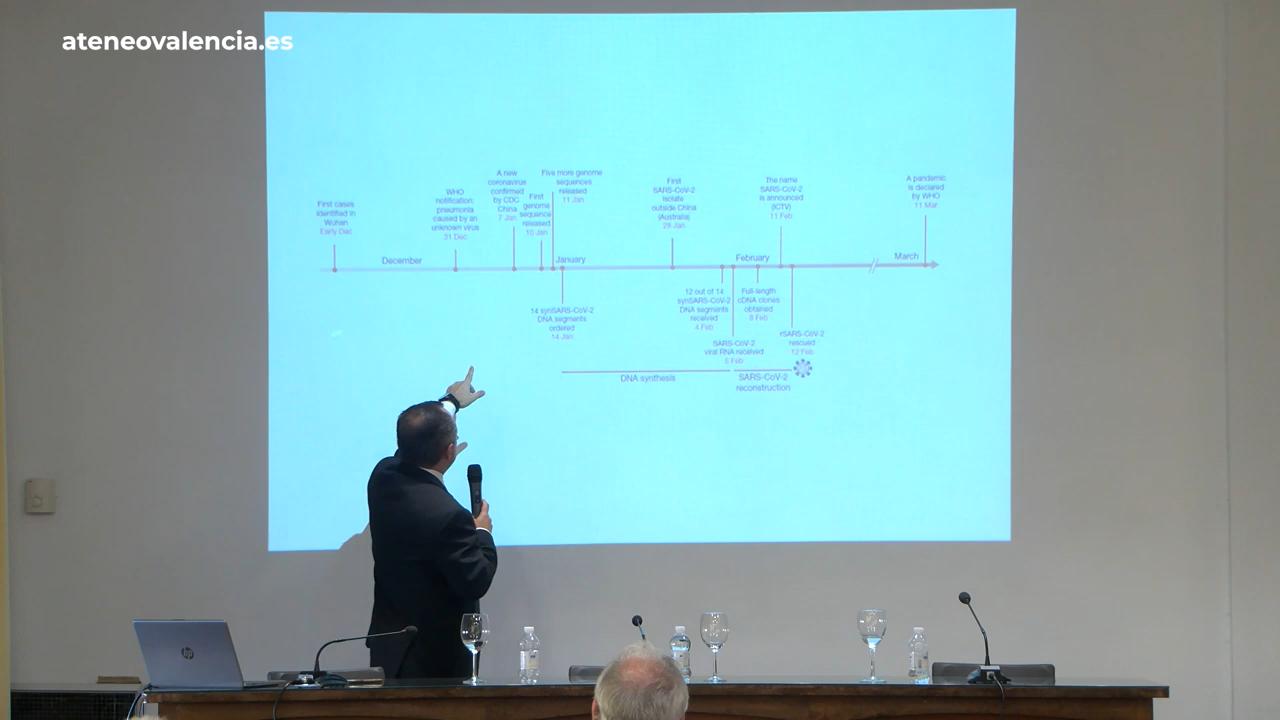 ateneovalencia.es
First cases
identified in
Wuhan
Early Dec
WHO
notification:
pneumonia
caused by an
unknown virus
31 Dec
A new
coronavirus
confirmed
by CDC
China
7 Jan
First
genome
sequence
released
10 Jan
Five more genome
sequences
released
11 Jan
First
SARS-CoV-2
isolate
outside China
(Australia)
28 Jan
The name
SARS-CoV-2
is announced
(ICTV)
11 Feb
A pandemic
is declared
by WHO
11 Mar
December
January
February
March
14 synSARS-CoV-2
DNA segments
ordered
14 Jan
12 out of 14
synSARS-CoV-2
DNA segments
received
4 Feb
SARS-CoV-2
viral RNA received
5 Feb
Full-length
cDNA clones
obtained
8 Feb
rSARS-CoV-2
rescued
12 Feb
DNA synthesis
SARS-CoV-2
reconstruction
hp